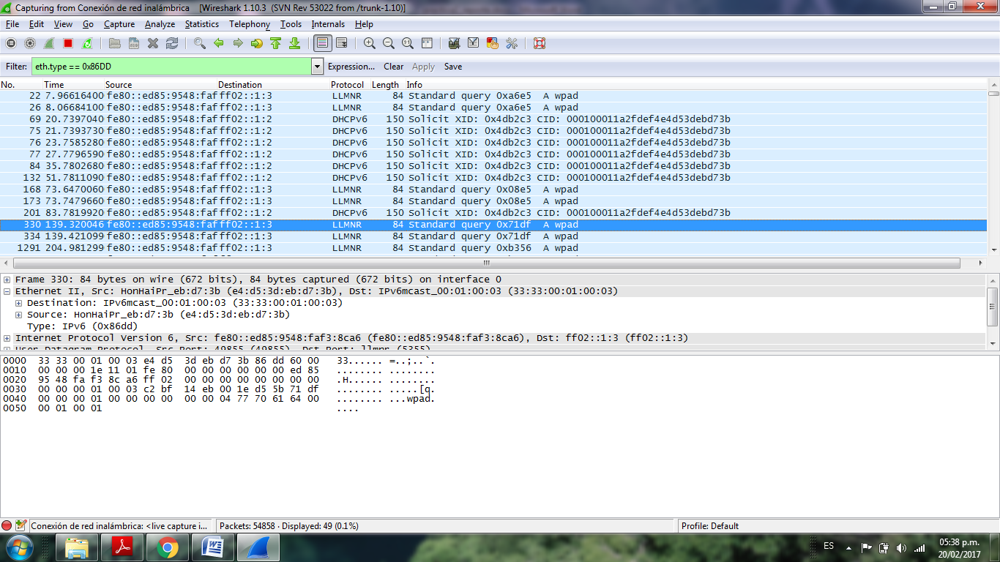 Capturing from Conexión de red inalámbrica    [Wireshark 1.10.3  (SVN Rev 53022 from /trunk-1.10)]
File Edit View Go Capture Analyze Statistics Telephony Tools Internals Help
Filter: eth.type == 0x86DD Expression... Clear Apply Save
No. Time Source Destination Protocol Length Info
22 7.96616400 fe80::ed85:9548:faf ff02::1:3 LLMNR 84 Standard query 0xa6e5  A wpad
26 8.06684100 fe80::ed85:9548:faf ff02::1:3 LLMNR 84 Standard query 0xa6e5  A wpad
69 20.7397040 fe80::ed85:9548:faf ff02::1:2 DHCPv6 150 Solicit XID: 0x4db2c3 CID: 000100011a2fdef4e4d53debd73b
75 21.7393730 fe80::ed85:9548:faf ff02::1:2 DHCPv6 150 Solicit XID: 0x4db2c3 CID: 000100011a2fdef4e4d53debd73b
76 23.7585280 fe80::ed85:9548:faf ff02::1:2 DHCPv6 150 Solicit XID: 0x4db2c3 CID: 000100011a2fdef4e4d53debd73b
77 27.7796590 fe80::ed85:9548:faf ff02::1:2 DHCPv6 150 Solicit XID: 0x4db2c3 CID: 000100011a2fdef4e4d53debd73b
84 35.7802680 fe80::ed85:9548:faf ff02::1:2 DHCPv6 150 Solicit XID: 0x4db2c3 CID: 000100011a2fdef4e4d53debd73b
132 51.7811090 fe80::ed85:9548:faf ff02::1:2 DHCPv6 150 Solicit XID: 0x4db2c3 CID: 000100011a2fdef4e4d53debd73b
168 73.6470060 fe80::ed85:9548:faf ff02::1:3 LLMNR 84 Standard query 0x08e5  A wpad
173 73.7479660 fe80::ed85:9548:faf ff02::1:3 LLMNR 84 Standard query 0x08e5  A wpad
201 83.7819920 fe80::ed85:9548:faf ff02::1:2 DHCPv6 150 Solicit XID: 0x4db2c3 CID: 000100011a2fdef4e4d53debd73b
330 139.320046 fe80::ed85:9548:faf ff02::1:3 LLMNR 84 Standard query 0x71df  A wpad
334 139.421099 fe80::ed85:9548:faf ff02::1:3 LLMNR 84 Standard query 0x71df  A wpad
1291 204.981299 fe80::ed85:9548:faf ff02::1:3 LLMNR 84 Standard query 0xb356  A wpad
Frame 330: 84 bytes on wire (672 bits), 84 bytes captured (672 bits) on interface 0
Ethernet II, Src: HonHaiPr_eb:d7:3b (e4:d5:3d:eb:d7:3b), Dst: IPv6mcast_00:01:00:03 (33:33:00:01:00:03)
Destination: IPv6mcast_00:01:00:03 (33:33:00:01:00:03)
Source: HonHaiPr_eb:d7:3b (e4:d5:3d:eb:d7:3b)
Type: IPv6 (0x86dd)
Internet Protocol Version 6, Src: fe80::ed85:9548:faf3:8ca6 (fe80::ed85:9548:faf3:8ca6), Dst: ff02::1:3 (ff02::1:3)
User Datagram Protocol, Src Port: 49855 (49855), Dst Port: llmnr (5355)
0000  33 33 00 01 00 03 e4 d5  3d eb d7 3b 86 dd 60 00   33...... =..;..`.
0010  00 00 00 1e 11 01 fe 80  00 00 00 00 00 00 ed 85   ........ ........
0020  95 48 fa f3 8c a6 ff 02  00 00 00 00 00 00 00 00   .H...... ........
0030  00 00 00 01 00 03 c2 bf  14 eb 00 1e d5 5b 71 df   ........ .....[q.
0040  00 00 00 01 00 00 00 00  00 00 04 77 70 61 64 00   ........ ...wpad.
0050  00 01 00 01   ....
Conexión de red inalámbrica: <live capture i... Packets: 54858 · Displayed: 49 (0.1%) Profile: Default
ES 05:38 p.m.
20/02/2017